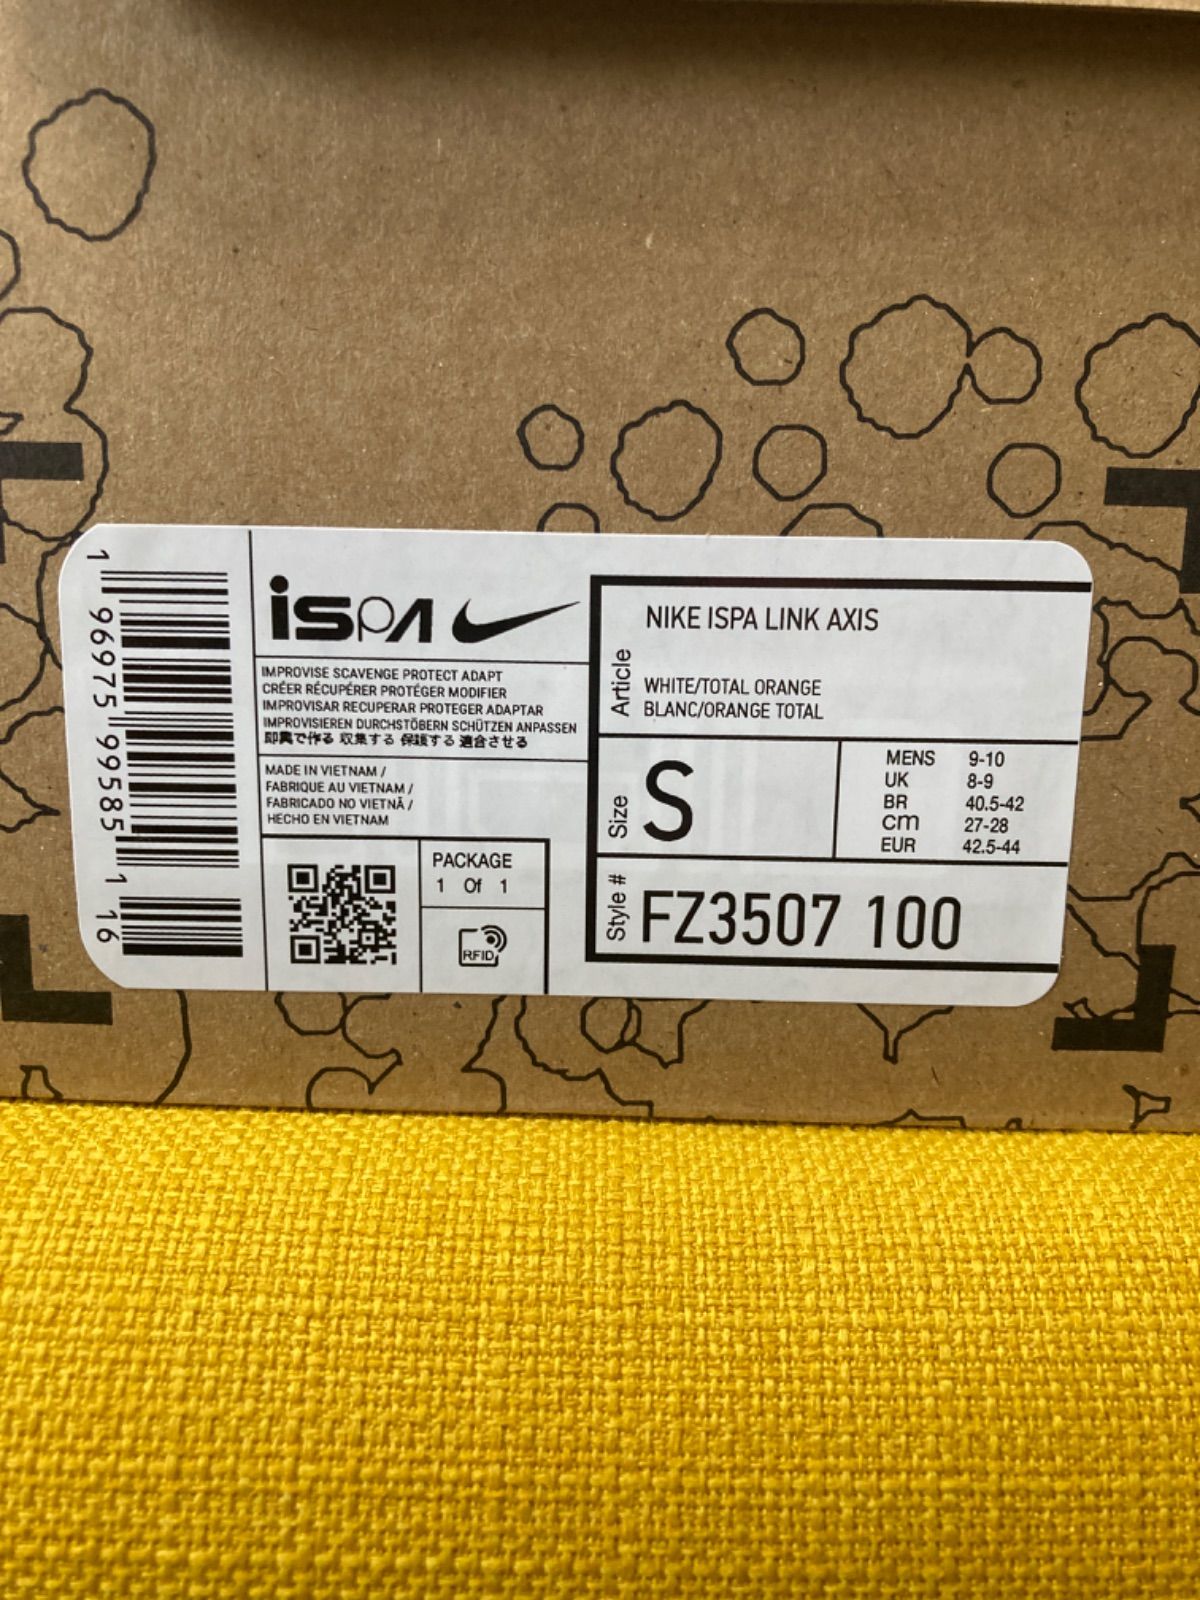 1 96975 99585 1 16
ISPA
IMPROVISE SCAVENGE PROTECT ADAPT
CRÉER RÉCUPÉRER PROTÉGER MODIFIER
IMPROVISAR RECUPERAR PROTEGER ADAPTAR
IMPROVISIEREN DURCHSTÖBERN SCHÜTZEN ANPASSEN
即興で作る 収集する 保護する 適合させる
MADE IN VIETNAM /
FABRIQUE AU VIETNAM /
FABRICADO NO VIETNÃ /
HECHO EN VIETNAM
PACKAGE
1 Of 1
RFID
Article
NIKE ISPA LINK AXIS
WHITE/TOTAL ORANGE
BLANC/ORANGE TOTAL
Size
S
MENS 9-10
UK 8-9
BR 40.5-42
cm 27-28
EUR 42.5-44
Style #
FZ3507 100